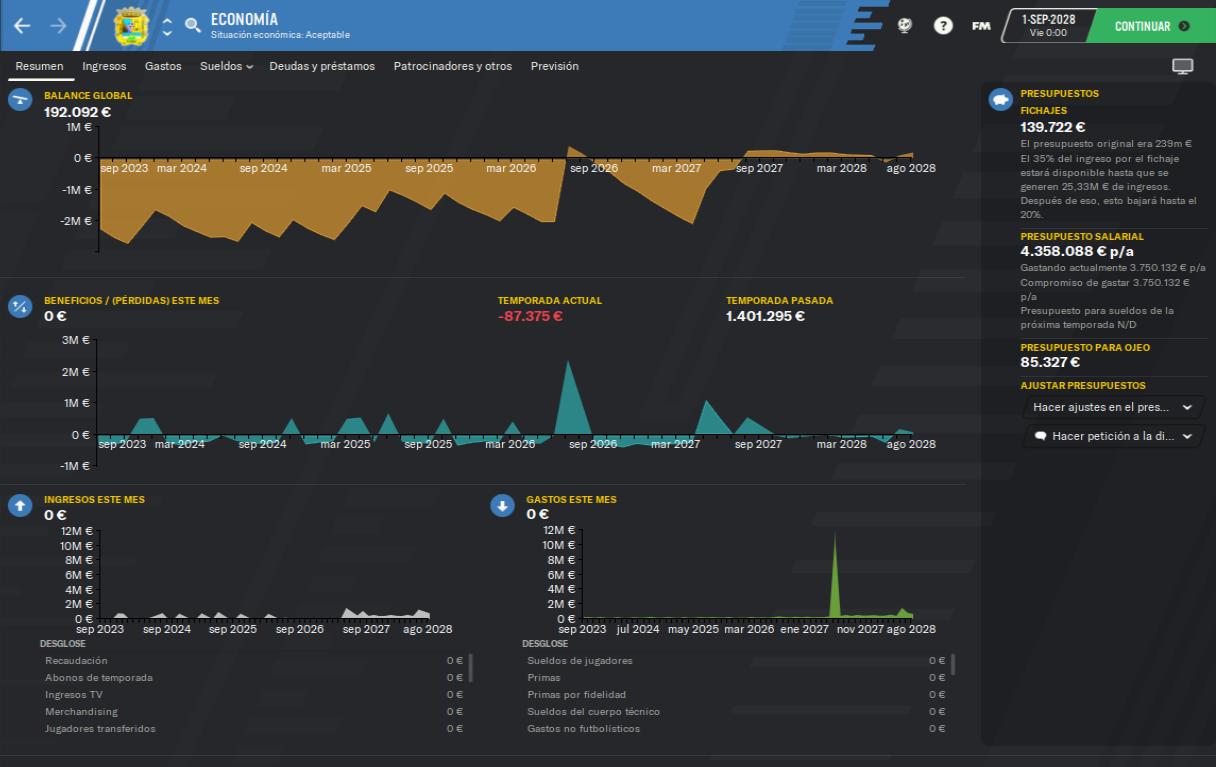 ECONOMÍA
Situación económica: Aceptable
?
FM
1-SEP-2028
Vie 0:00
CONTINUAR
Resumen Ingresos Gastos Sueldos Deudas y préstamos Patrocinadores y otros Previsión
BALANCE GLOBAL
192.092 €
1M €
0 €
-1M €
-2M €
sep 2023 mar 2024 sep 2024 mar 2025 sep 2025 mar 2026 sep 2026 mar 2027 sep 2027 mar 2028 ago 2028
BENEFICIOS / (PÉRDIDAS) ESTE MES
0 €
TEMPORADA ACTUAL
-87.375 €
TEMPORADA PASADA
1.401.295 €
3M €
2M €
1M €
0 €
-1M €
sep 2023 mar 2024 sep 2024 mar 2025 sep 2025 mar 2026 sep 2026 mar 2027 sep 2027 mar 2028 ago 2028
INGRESOS ESTE MES
0 €
12M €
10M €
8M €
6M €
4M €
2M €
0 €
sep 2023 sep 2024 sep 2025 sep 2026 sep 2027 ago 2028
DESGLOSE
Recaudación 0 €
Abonos de temporada 0 €
Ingresos TV 0 €
Merchandising 0 €
Jugadores transferidos 0 €
GASTOS ESTE MES
0 €
12M €
10M €
8M €
6M €
4M €
2M €
0 €
sep 2023 jul 2024 may 2025 mar 2026 ene 2027 nov 2027 ago 2028
DESGLOSE
Sueldos de jugadores 0 €
Primas 0 €
Primas por fidelidad 0 €
Sueldos del cuerpo técnico 0 €
Gastos no futbolísticos 0 €
PRESUPUESTOS
FICHAJES
139.722 €
El presupuesto original era 239m €
El 35% del ingreso por el fichaje
estará disponible hasta que se
generen 25,33M € de ingresos.
Después de eso, esto bajará hasta el
20%.
PRESUPUESTO SALARIAL
4.358.088 € p/a
Gastando actualmente 3.750.132 € p/a
Compromiso de gastar 3.750.132 €
p/a
Presupuesto para sueldos de la
próxima temporada N/D
PRESUPUESTO PARA OJEO
85.327 €
AJUSTAR PRESUPUESTOS
Hacer ajustes en el pres...
Hacer petición a la di...